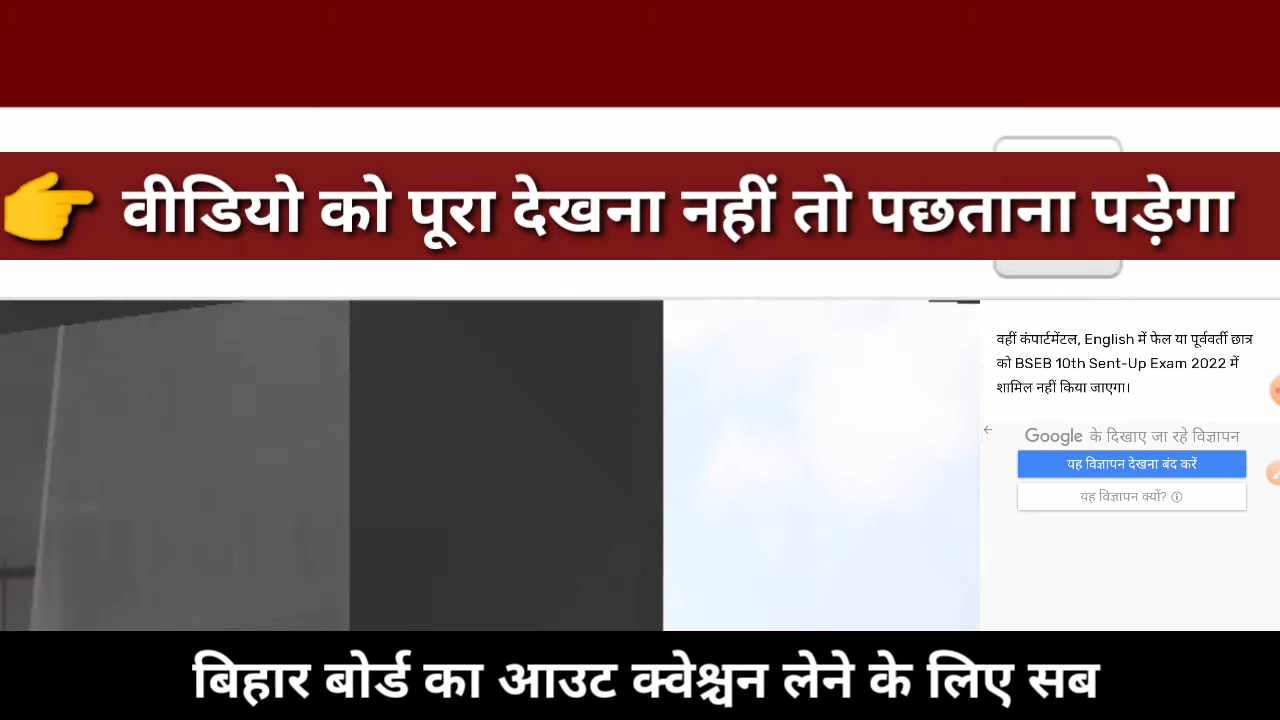 👉 वीडियो को पूरा देखना नहीं तो पछताना पड़ेगा
वहीं कंपार्टमेंटल, English में फेल या पूर्ववर्ती छात्र
को BSEB 10th Sent-Up Exam 2022 में
शामिल नहीं किया जाएगा।
Google के दिखाए जा रहे विज्ञापन
यह विज्ञापन देखना बंद करें
यह विज्ञापन क्यों?
बिहार बोर्ड का आउट क्वेश्चन लेने के लिए सब